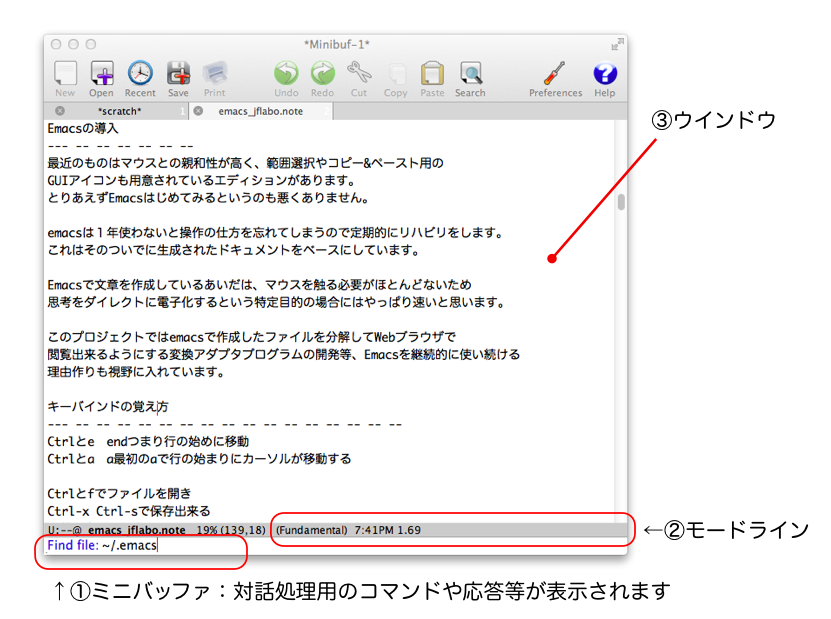 *Minibuf-1*
New Open Recent Save Print Undo Redo Cut Copy Paste Search Preferences Help
*scratch* 1 emacs_jflabo.note
Emacsの導入
--- -- -- -- -- -- --
最近のものはマウスとの親和性が高く、範囲選択やコピー&ペースト用の
GUIアイコンも用意されているエディションがあります。
とりあえずEmacsはじめてみるというのも悪くありません。
emacsは１年使わないと操作の仕方を忘れてしまうので定期的にリハビリをします。
これはそのついでに生成されたドキュメントをベースにしています。
Emacsで文章を作成しているあいだは、マウスを触る必要がほとんどないため
思考をダイレクトに電子化するという特定目的の場合にはやっぱり速いと思います。
このプロジェクトではemacsで作成したファイルを分解してWebブラウザで
閲覧出来るようにする変換アダプタプログラムの開発等、Emacsを継続的に使い続ける
理由作りも視野に入れています。
キーバインドの覚え方
--- -- -- -- -- -- -- -- -- -- -- -- -- -- -- --
Ctrlとe endつまり行の始めに移動
Ctrlとa a最初のaで行の始まりにカーソルが移動する
Ctrlとfでファイルを開き
Ctrl-x Ctrl-sで保存出来る
U:--@ emacs_jflabo.note 19% (139,18) (Fundamental) 7:41PM 1.69
Find file: ~/.emacs
③ウインドウ
←②モードライン
↑①ミニバッファ：対話処理用のコマンドや応答等が表示されます